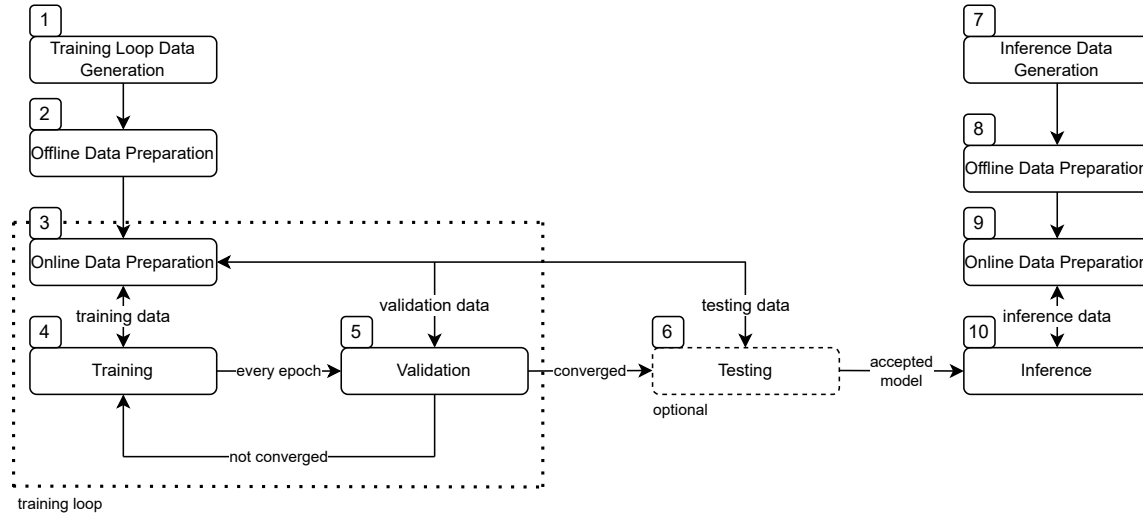 1
Training Loop Data
Generation
2
Offline Data Preparation
3
Online Data Preparation
training data
validation data
testing data
4
Training
every epoch
5
Validation
converged
6
Testing
optional
accepted
model
not converged
training loop
7
Inference Data
Generation
8
Offline Data Preparation
9
Online Data Preparation
inference data
10
Inference